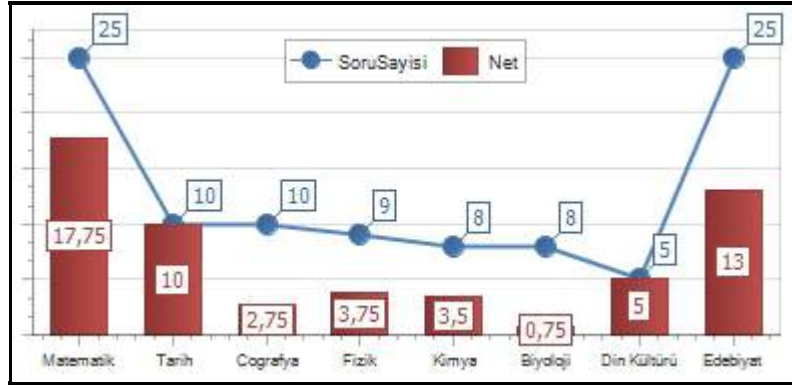 25
25
SoruSayisi
Net
10
10
9
8
8
5
17,75
10
2,75
3,75
3,5
0,75
5
13
Matematik
Tarih
Cografya
Fizik
Kimya
Biyoloji
Din Kültürü
Edebiyat